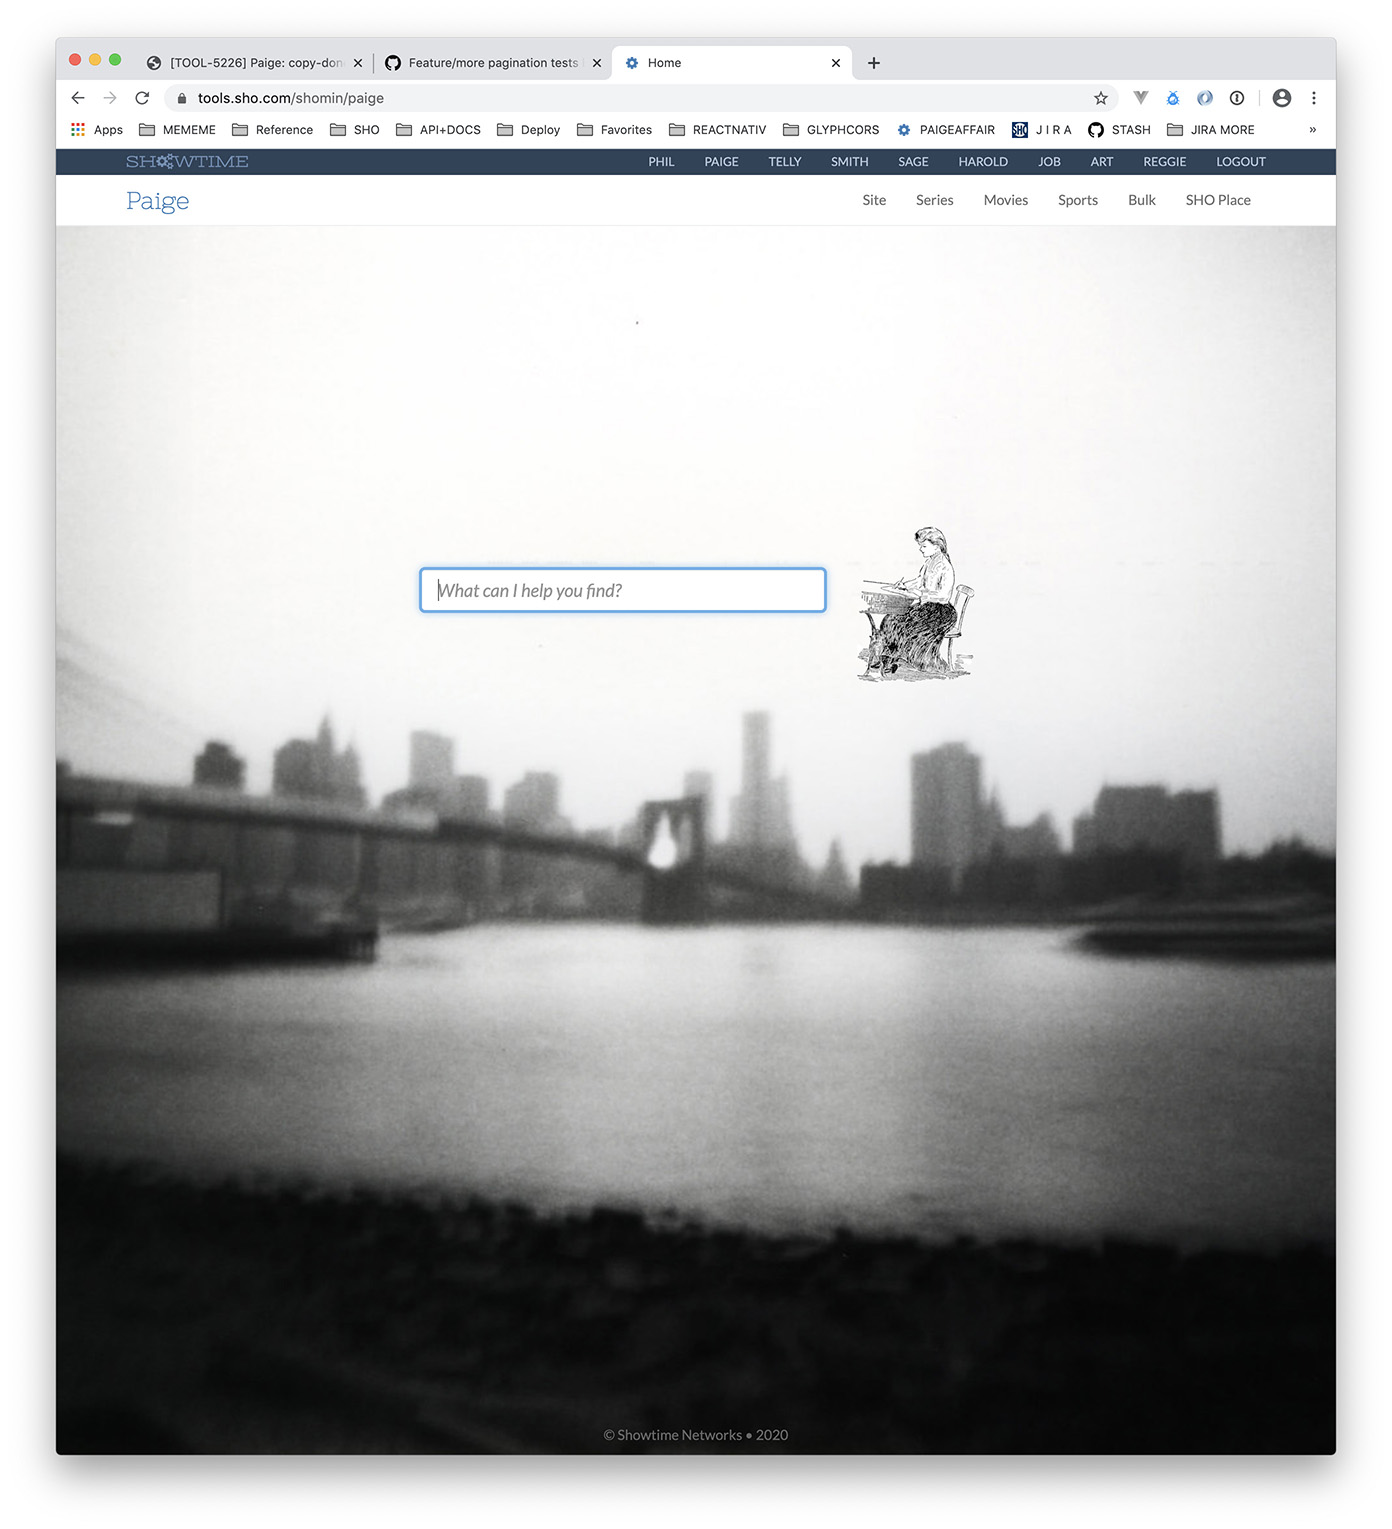 [TOOL-5226] Paige: copy-don
Feature/more pagination tests
Home
tools.sho.com/shomin/paige
Apps MEMEME Reference SHO API+DOCS Deploy Favorites REACTNATIV GLYPHCORS PAIGEAFFAIR SHO J I R A STASH JIRA MORE »
SHOWTIME PHIL PAIGE TELLY SMITH SAGE HAROLD JOB ART REGGIE LOGOUT
Paige Site Series Movies Sports Bulk SHO Place
What can I help you find?
© Showtime Networks • 2020